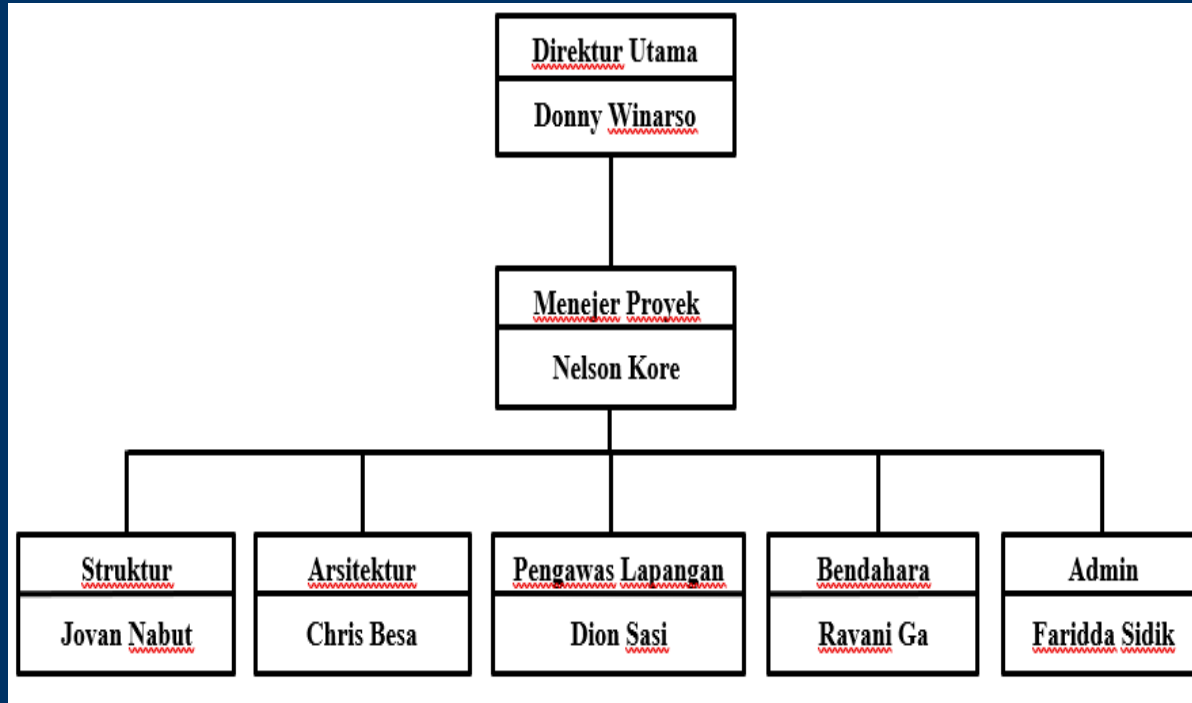 Direktur Utama
Donny Winarso
Menejer Proyek
Nelson Kore
Struktur
Jovan Nabut
Arsitektur
Chris Besa
Pengawas Lapangan
Dion Sasi
Bendahara
Ravani Ga
Admin
Faridda Sidik